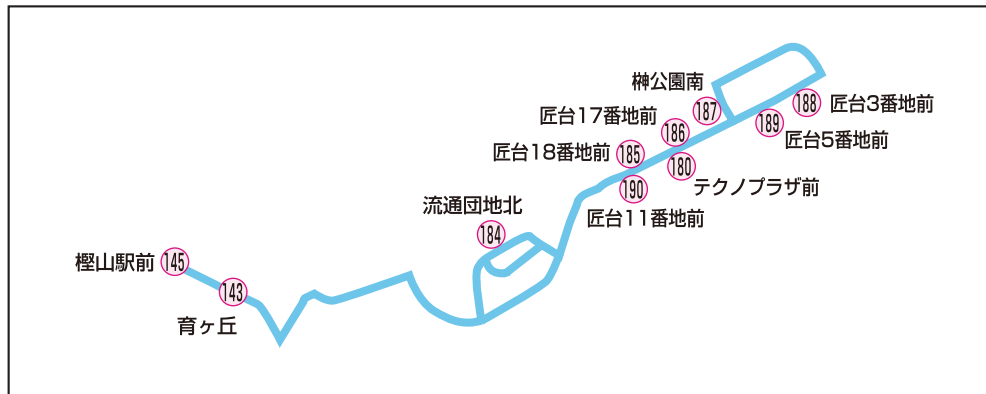 榊公園南
187
188
匠台3番地前
匠台17番地前
186
189
匠台5番地前
匠台18番地前
185
180
テクノプラザ前
190
匠台11番地前
流通団地北
184
樫山駅前
145
143
育ヶ丘